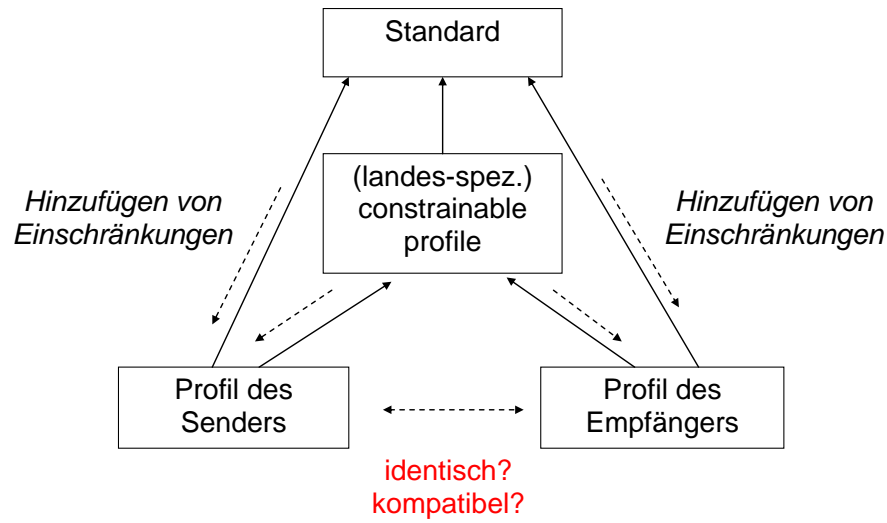 Standard
(landes-spez.)
constrainable
profile
Hinzufügen von
Einschränkungen
Hinzufügen von
Einschränkungen
Profil des
Senders
Profil des
Empfängers
identisch?
kompatibel?